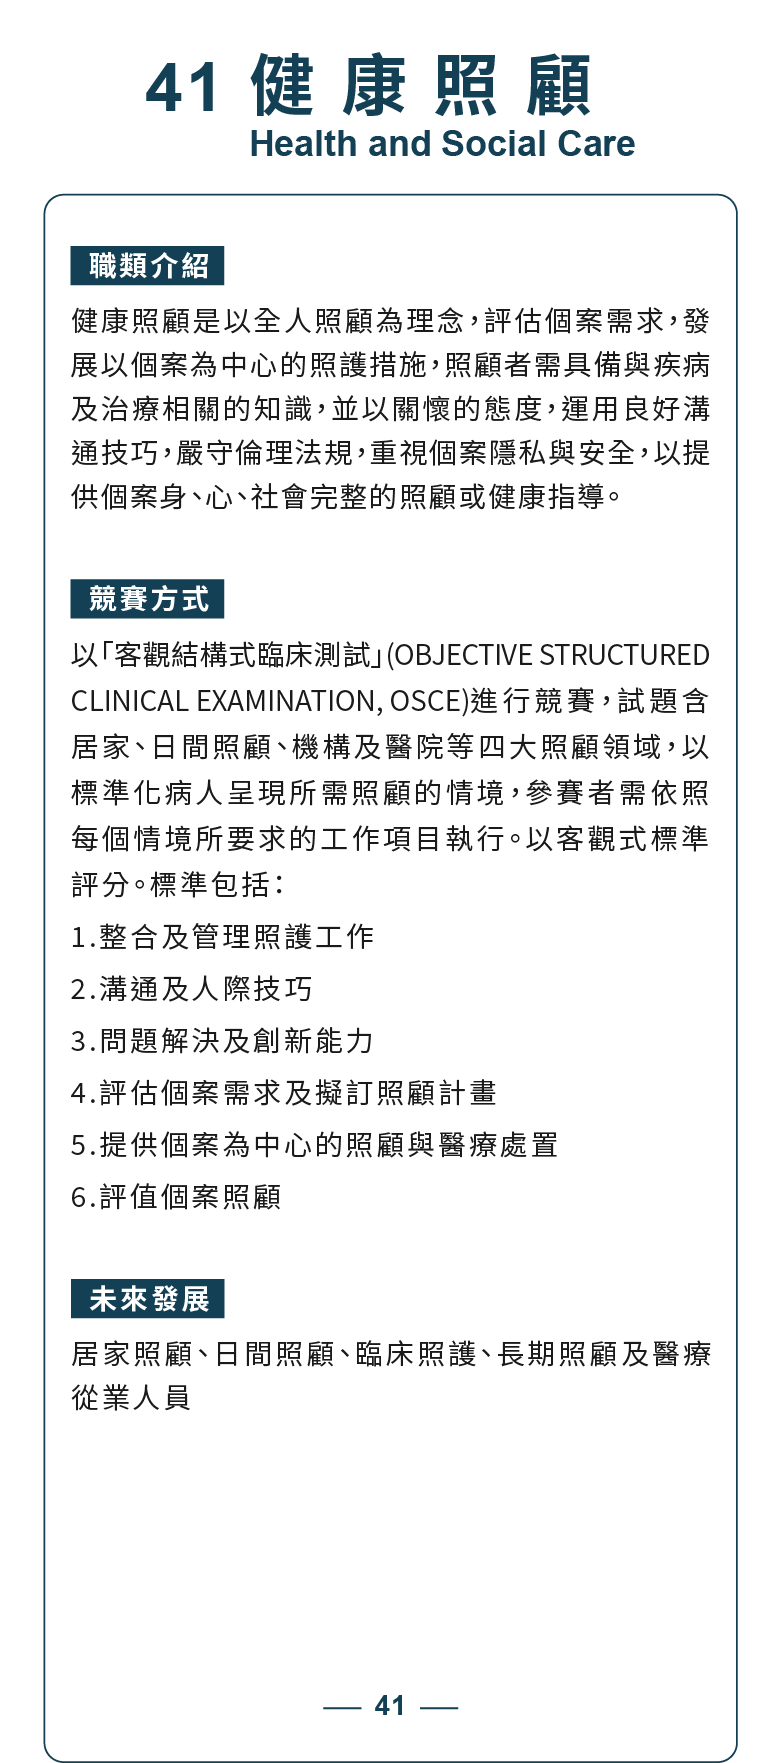 41 健康照顧
Health and Social Care
職類介紹
健康照顧是以全人照顧為理念，評估個案需求，發
展以個案為中心的照護措施，照顧者需具備與疾病
及治療相關的知識，並以關懷的態度，運用良好溝
通技巧，嚴守倫理法規，重視個案隱私與安全，以提
供個案身、心、社會完整的照顧或健康指導。
競賽方式
以「客觀結構式臨床測試」(OBJECTIVE STRUCTURED
CLINICAL EXAMINATION, OSCE)進行競賽，試題含
居家、日間照顧、機構及醫院等四大照顧領域，以
標準化病人呈現所需照顧的情境，參賽者需依照
每個情境所要求的工作項目執行。以客觀式標準
評分。標準包括：
1.整合及管理照護工作
2.溝通及人際技巧
3.問題解決及創新能力
4.評估個案需求及擬訂照顧計畫
5.提供個案為中心的照顧與醫療處置
6.評值個案照顧
未來發展
居家照顧、日間照顧、臨床照護、長期照顧及醫療
從業人員
41